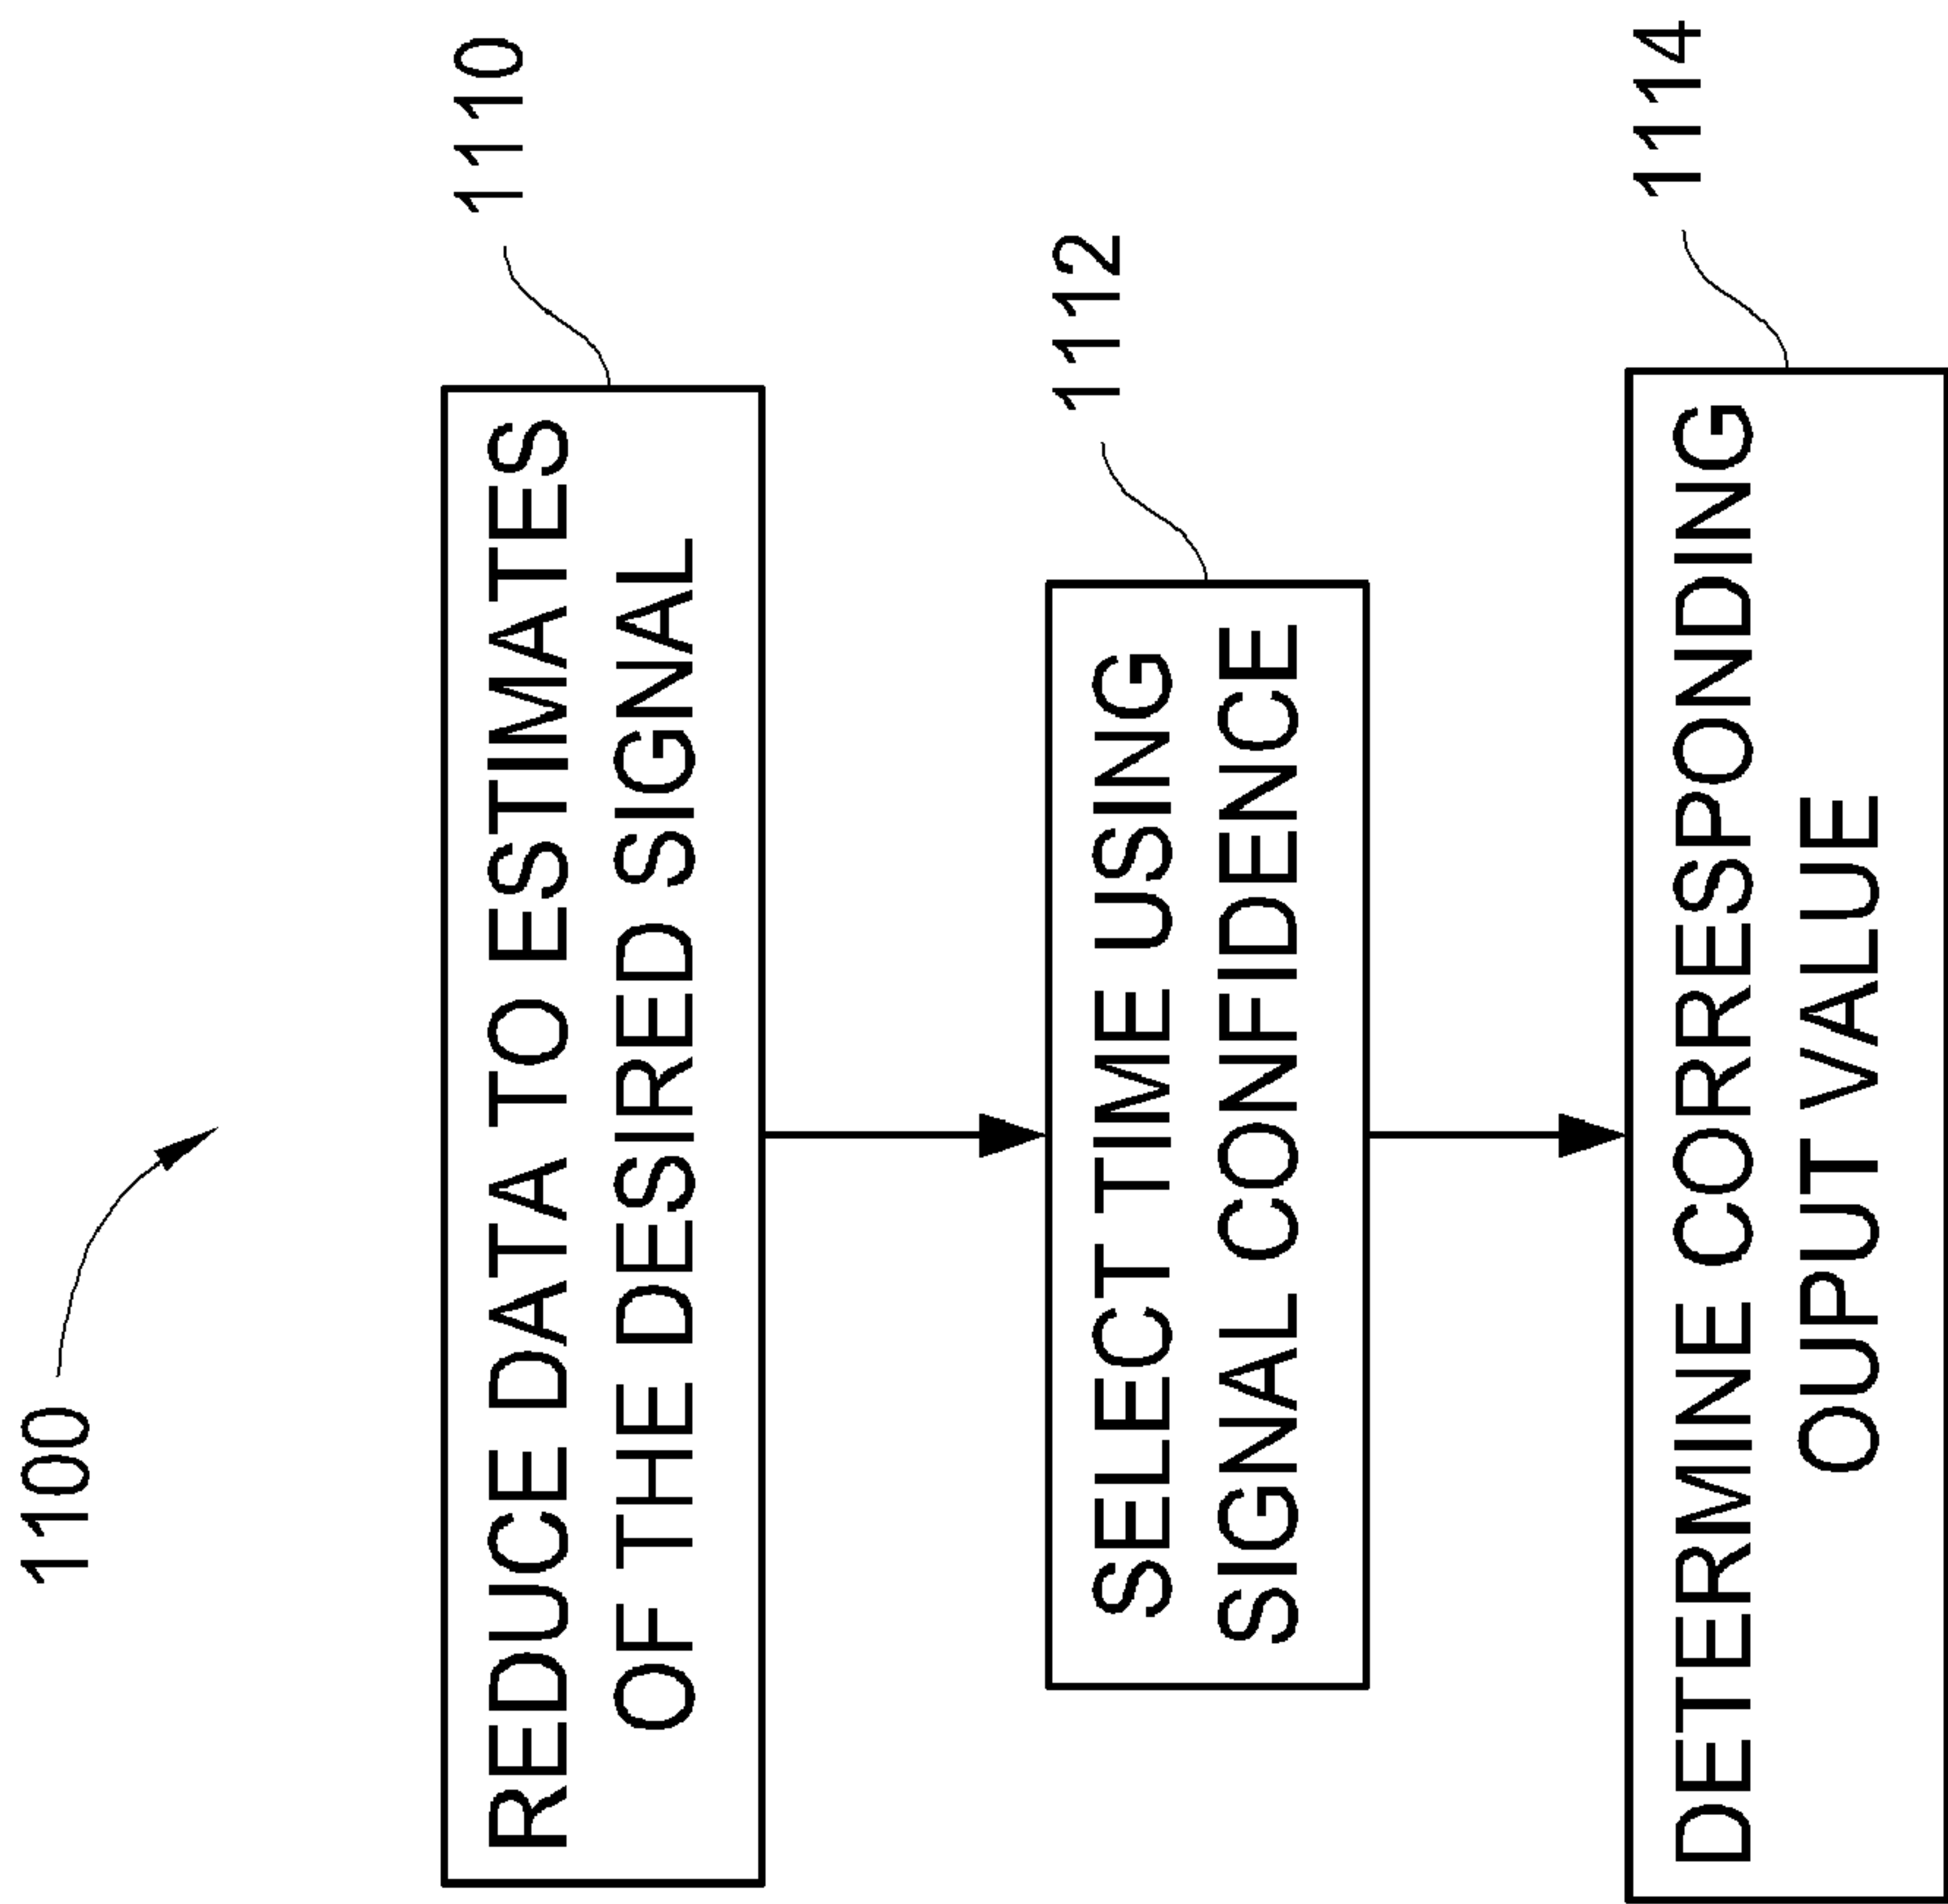 1100
1110
REDUCE DATA TO ESTIMATES
OF THE DESIRED SIGNAL
1112
SELECT TIME USING
SIGNAL CONFIDENCE
1114
DETERMINE CORRESPONDING
OUPUT VALUE